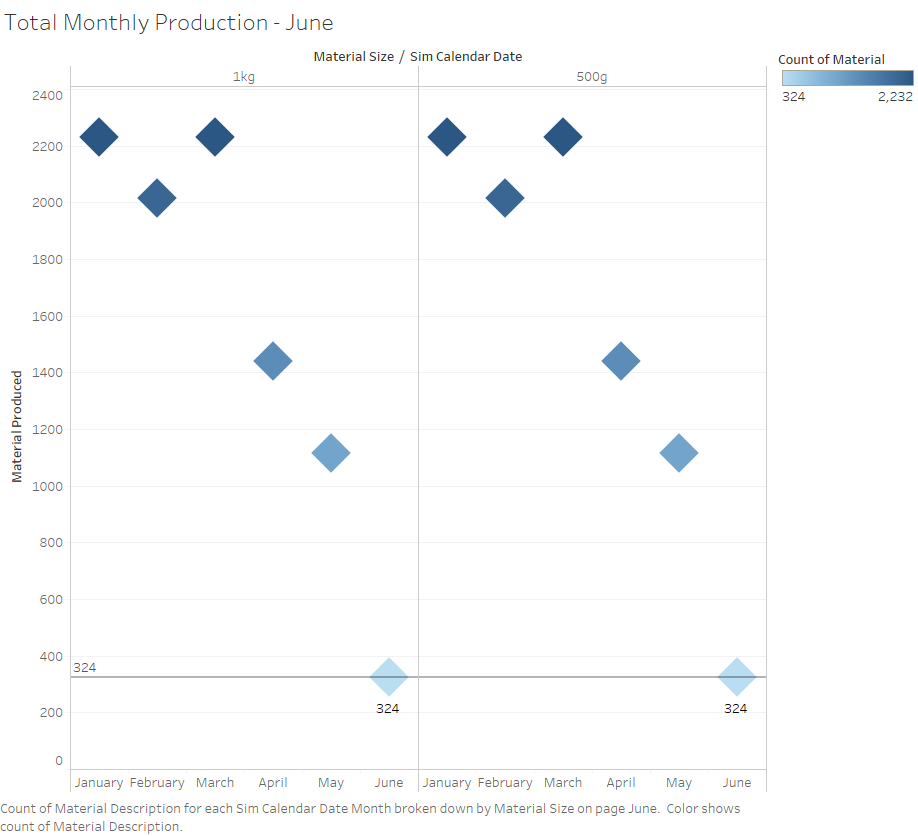 Total Monthly Production - June
Material Size / Sim Calendar Date
1kg 500g
Count of Material
324 2,232
2400
2200
2000
1800
1600
1400
1200
1000
800
600
400
200
0
Material Produced
324
324 324
January February March April May June January February March April May June
Count of Material Description for each Sim Calendar Date Month broken down by Material Size on page June. Color shows
count of Material Description.